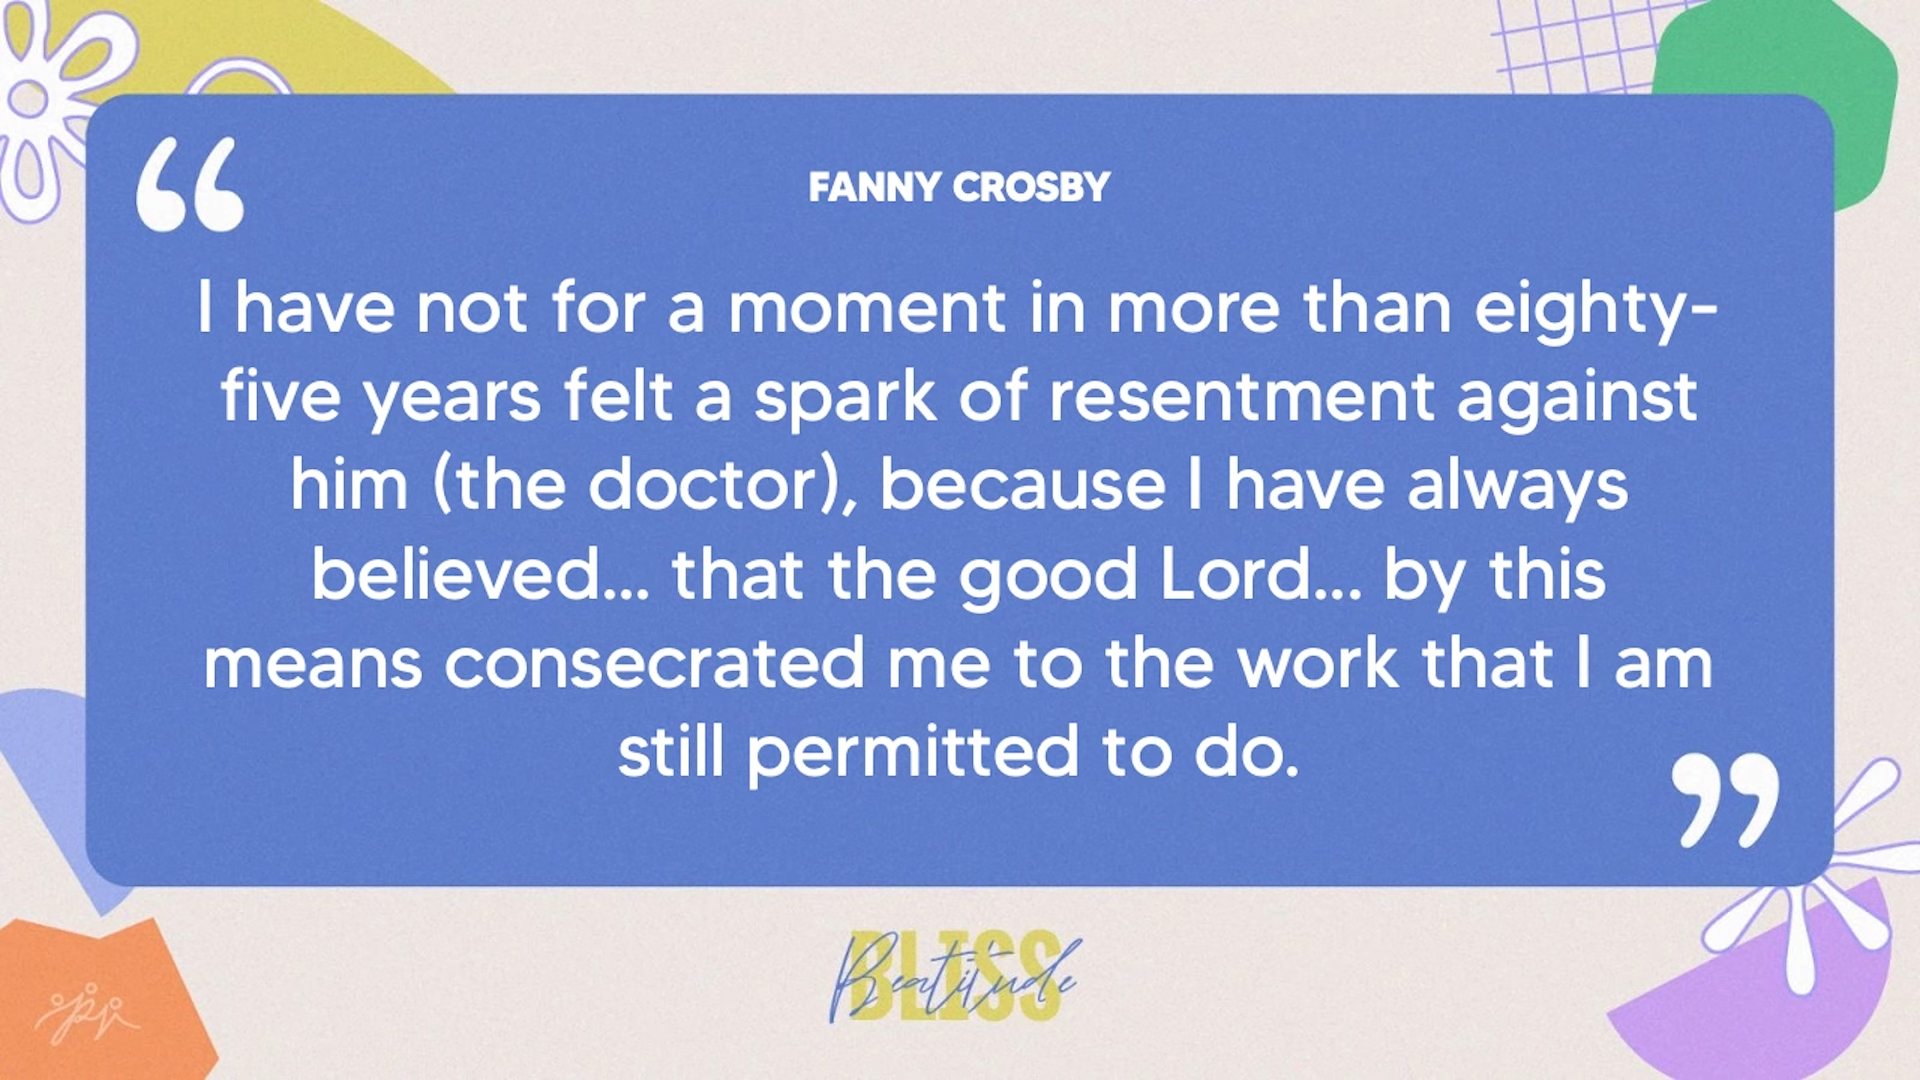 “
FANNY CROSBY
I have not for a moment in more than eighty-
five years felt a spark of resentment against
him (the doctor), because I have always
believed... that the good Lord... by this
means consecrated me to the work that I am
still permitted to do.
”
BLISS
Beatitude